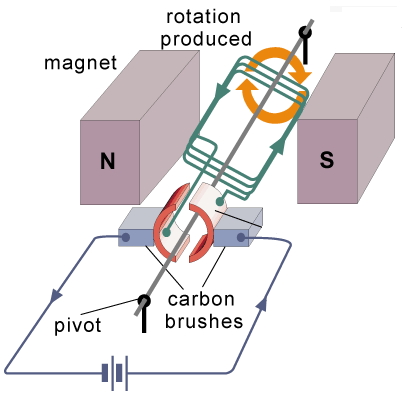 rotation
produced
magnet
N
S
carbon
brushes
pivot